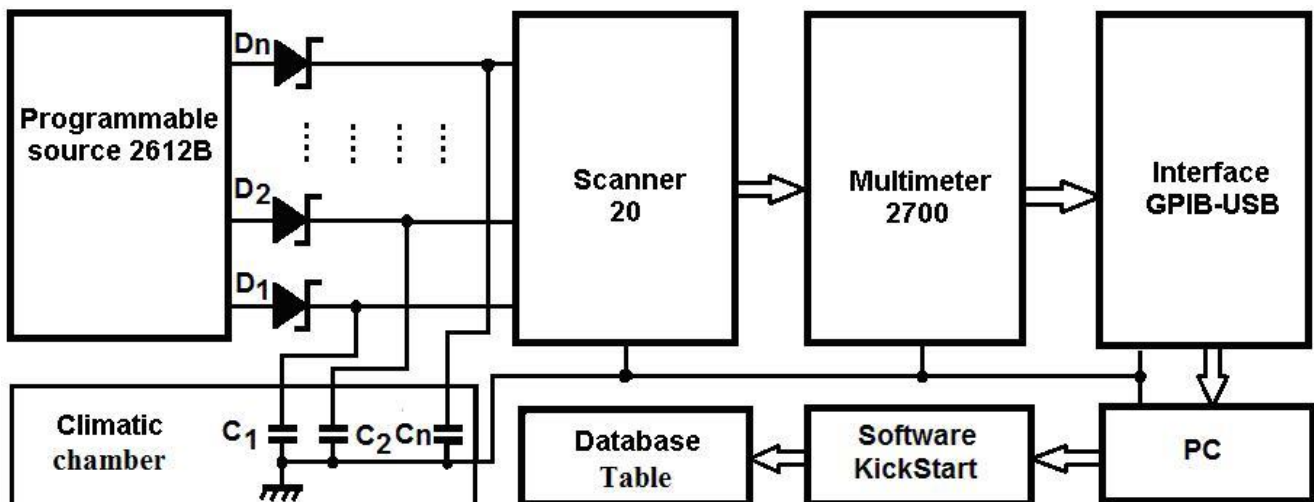 Dn
Programmable
source 2612B
D2
D1
Scanner
20
Multimeter
2700
Interface
GPIB-USB
Climatic
chamber
C1
C2
Cn
Database
Table
Software
KickStart
PC